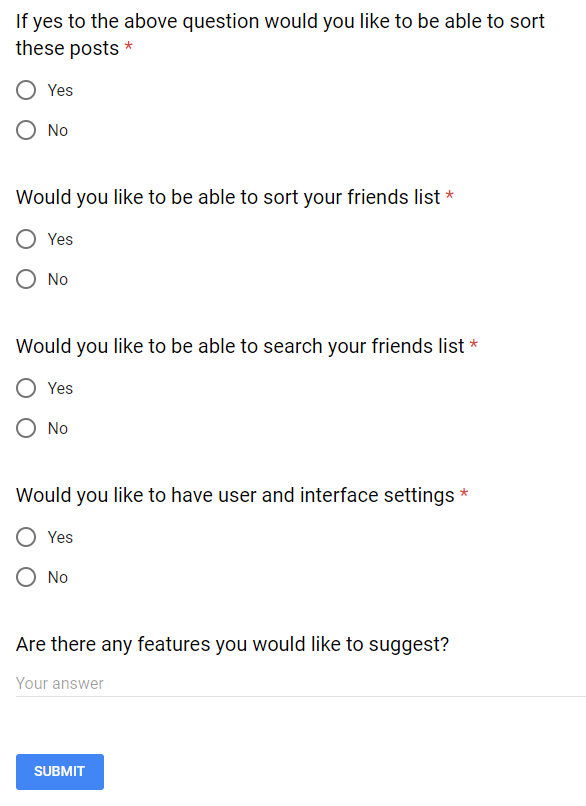 If yes to the above question would you like to be able to sort
these posts *
Yes
No
Would you like to be able to sort your friends list *
Yes
No
Would you like to be able to search your friends list *
Yes
No
Would you like to have user and interface settings *
Yes
No
Are there any features you would like to suggest?
Your answer
SUBMIT